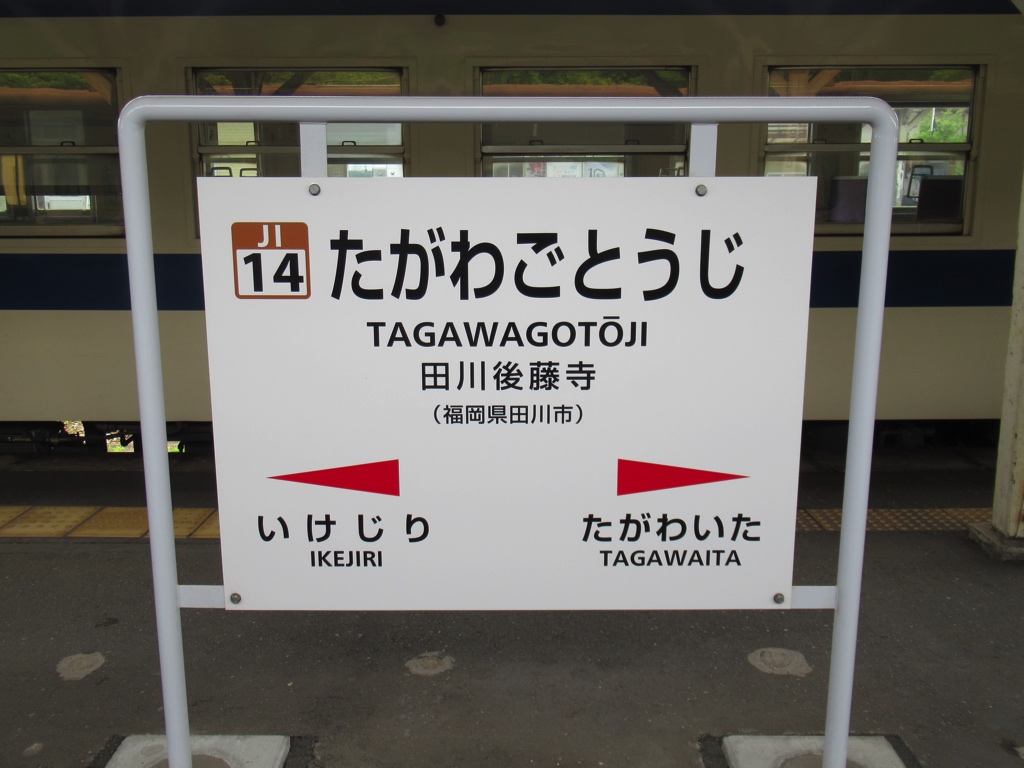 JI
14
たがわごとうじ
TAGAWAGOTŌJI
田川後藤寺
（福岡県田川市）
いけじり
IKEJIRI
たがわいた
TAGAWAITA